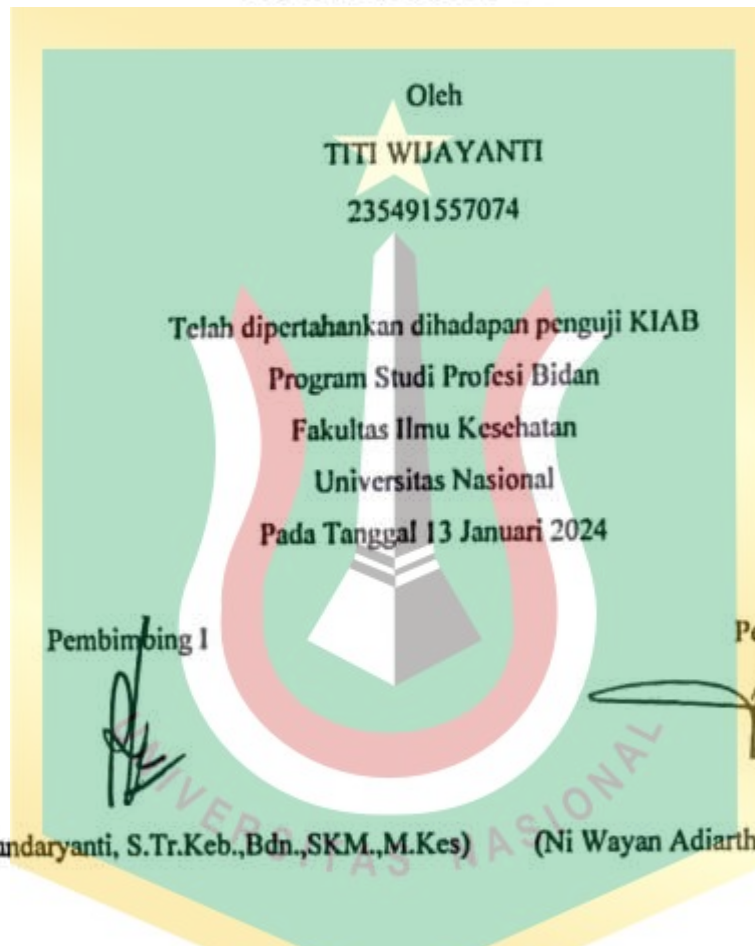 Oleh
TITI WIJAYANTI
235491557074
Telah dipertahankan dihadapan penguji KIAB
Program Studi Profesi Bidan
Fakultas Ilmu Kesehatan
Universitas Nasional
Pada Tanggal 13 Januari 2024
Pembimbing 1
UNIVERSITAS NASIONAL
S.Tr.Keb.,Bdn.,SKM.,M.Kes) (Ni Wayan